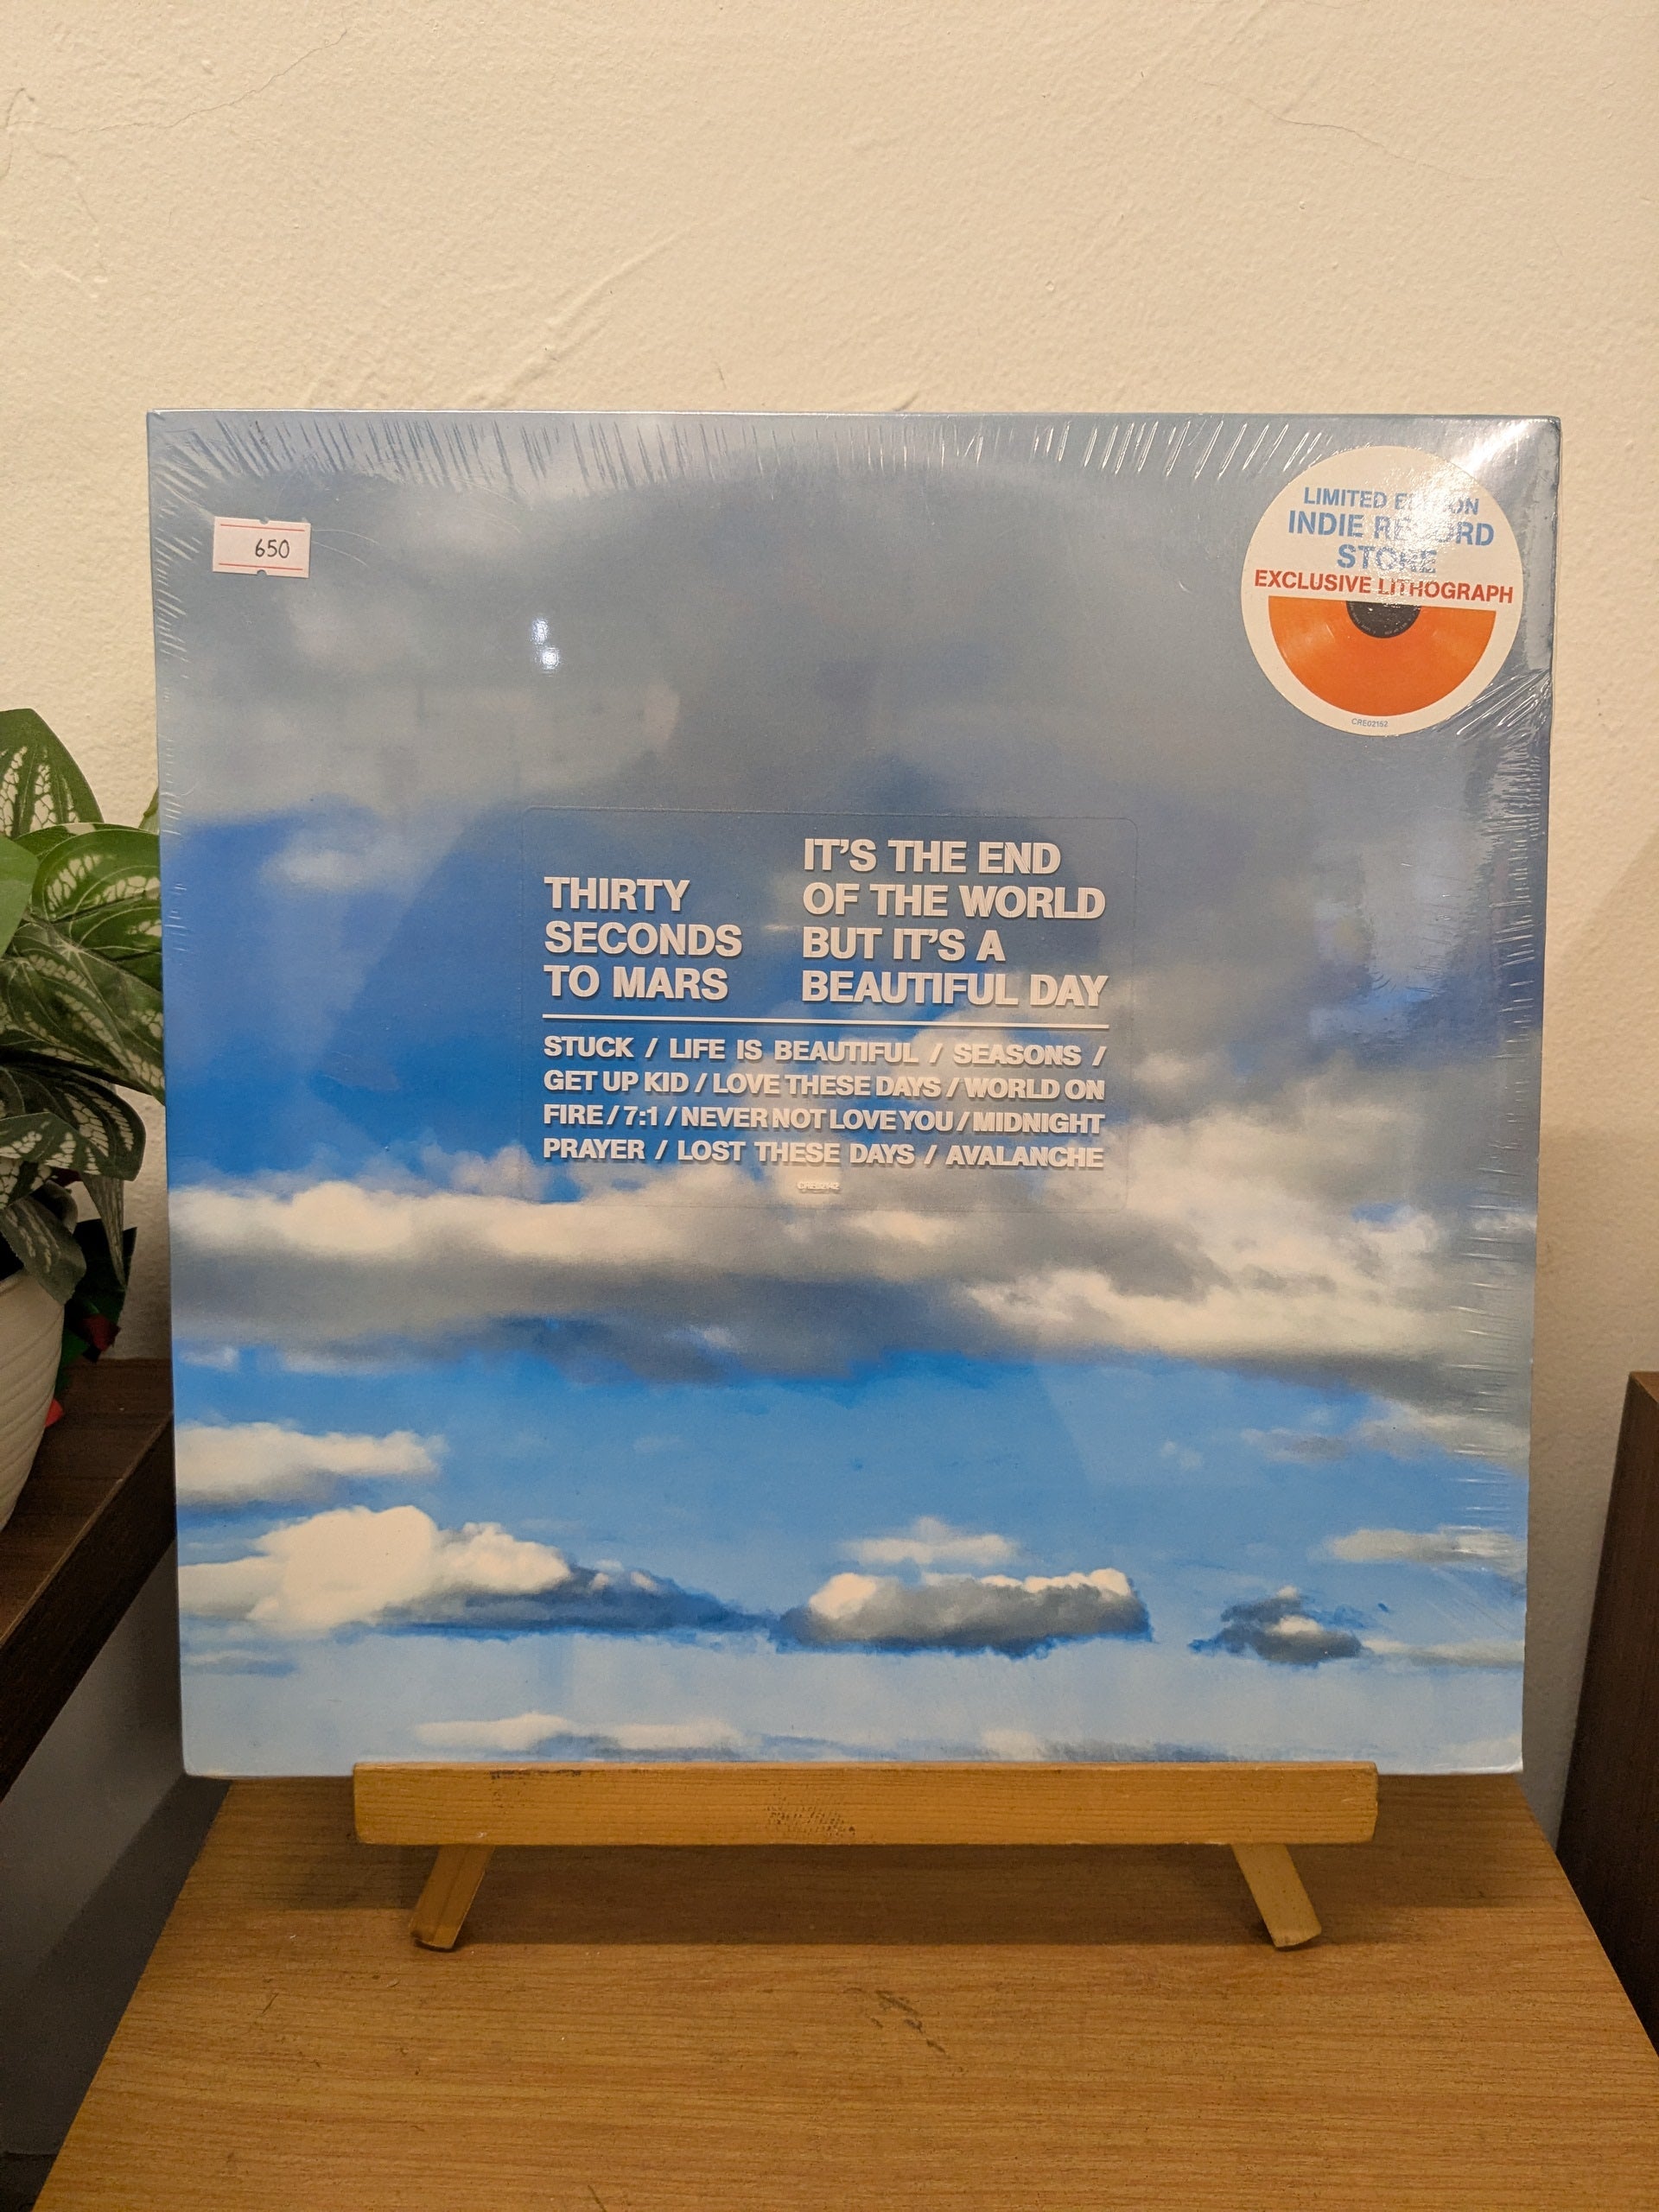 650
LIMITED EDITION
INDIE RECORD
STORE
EXCLUSIVE LITHOGRAPH
CRE02152
THIRTY
SECONDS
TO MARS
IT'S THE END
OF THE WORLD
BUT IT'S A
BEAUTIFUL DAY
STUCK / LIFE IS BEAUTIFUL / SEASONS /
GET UP KID / LOVE THESE DAYS / WORLD ON
FIRE / 7:1 / NEVER NOT LOVE YOU / MIDNIGHT
PRAYER / LOST THESE DAYS / AVALANCHE